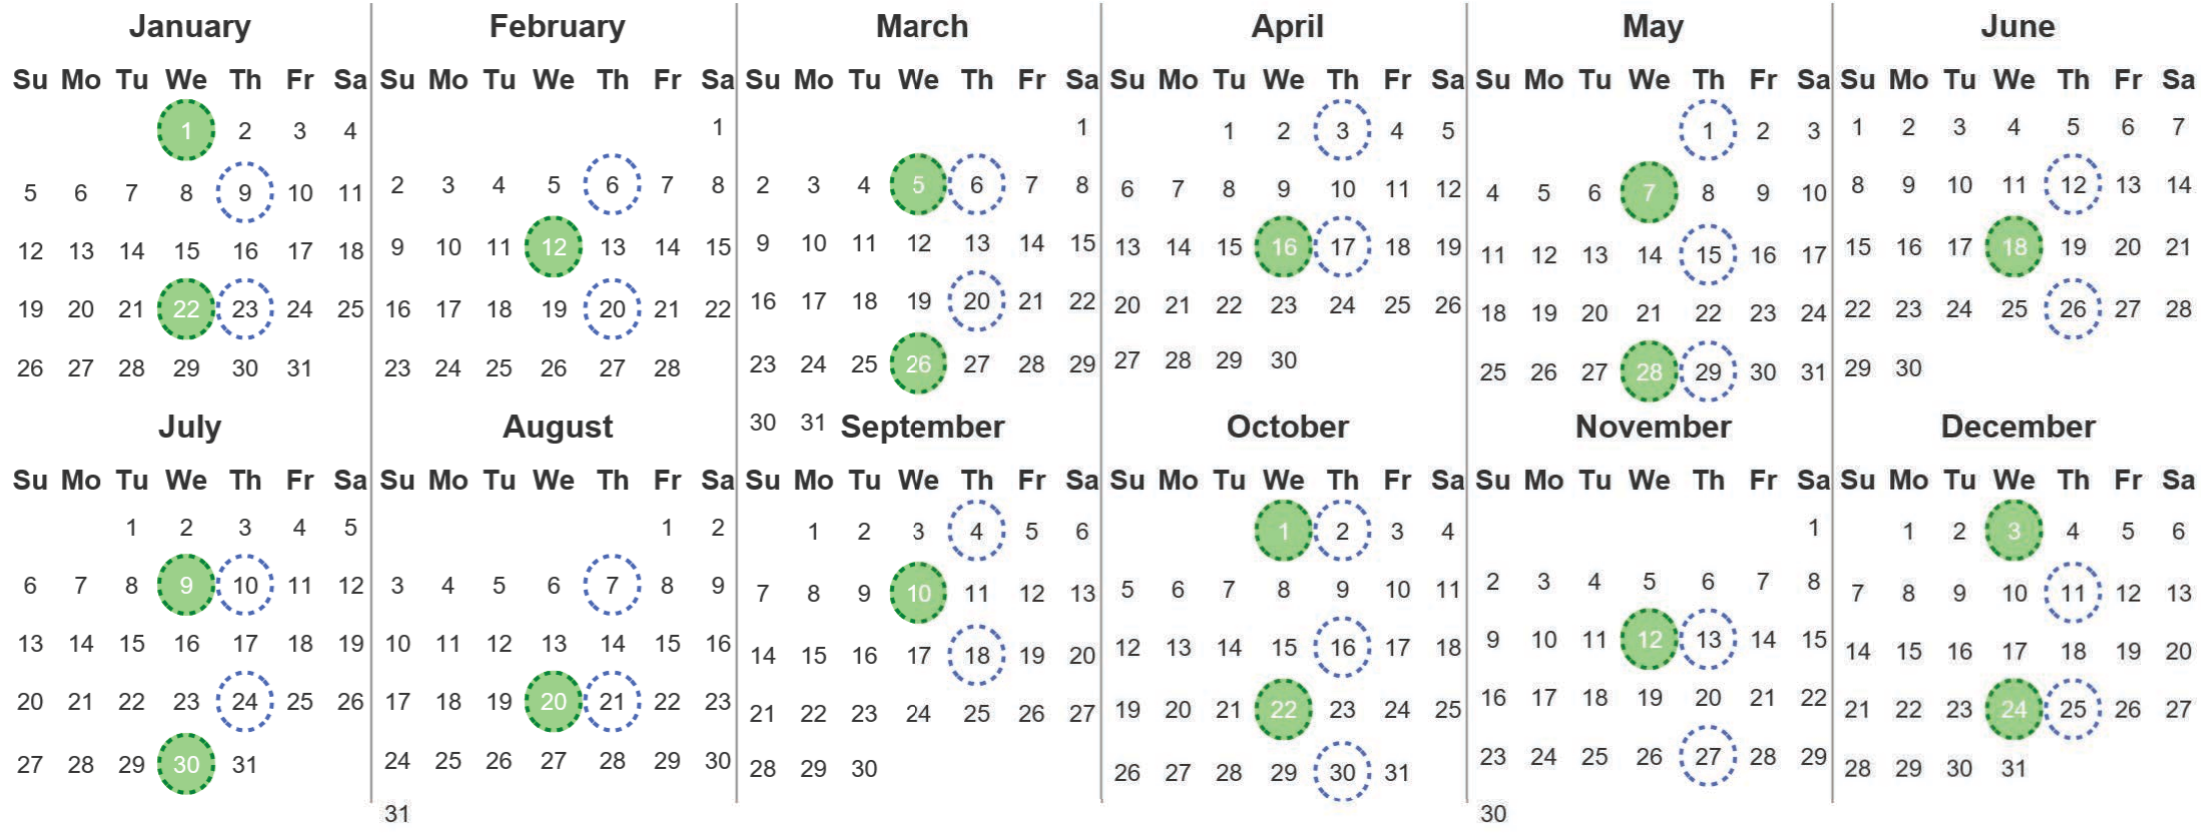 January February March April May June
Su Mo Tu We Th Fr Sa Su Mo Tu We Th Fr Sa Su Mo Tu We Th Fr Sa Su Mo Tu We Th Fr Sa Su Mo Tu We Th Fr Sa Su Mo Tu We Th Fr Sa
1 2 3 4 1 1 1 2 3 4 5 1 2 3 1 2 3 4 5 6 7
5 6 7 8 9 10 11 2 3 4 5 6 7 8 2 3 4 5 6 7 8 6 7 8 9 10 11 12 4 5 6 7 8 9 10 8 9 10 11 12 13 14
12 13 14 15 16 17 18 9 10 11 12 13 14 15 9 10 11 12 13 14 15 13 14 15 16 17 18 19 11 12 13 14 15 16 17 15 16 17 18 19 20 21
19 20 21 22 23 24 25 16 17 18 19 20 21 22 16 17 18 19 20 21 22 20 21 22 23 24 25 26 18 19 20 21 22 23 24 22 23 24 25 26 27 28
26 27 28 29 30 31 23 24 25 26 27 28 23 24 25 26 27 28 29 27 28 29 30 25 26 27 28 29 30 31 29 30
30 31
July August September October November December
Su Mo Tu We Th Fr Sa Su Mo Tu We Th Fr Sa Su Mo Tu We Th Fr Sa Su Mo Tu We Th Fr Sa Su Mo Tu We Th Fr Sa Su Mo Tu We Th Fr Sa
1 2 3 4 5 1 2 1 2 3 4 5 6 1 2 3 4 1 1 2 3 4 5 6
6 7 8 9 10 11 12 3 4 5 6 7 8 9 7 8 9 10 11 12 13 5 6 7 8 9 10 11 2 3 4 5 6 7 8 7 8 9 10 11 12 13
13 14 15 16 17 18 19 10 11 12 13 14 15 16 14 15 16 17 18 19 20 12 13 14 15 16 17 18 9 10 11 12 13 14 15 14 15 16 17 18 19 20
20 21 22 23 24 25 26 17 18 19 20 21 22 23 21 22 23 24 25 26 27 19 20 21 22 23 24 25 16 17 18 19 20 21 22 21 22 23 24 25 26 27
27 28 29 30 31 24 25 26 27 28 29 30 28 29 30 26 27 28 29 30 31 23 24 25 26 27 28 29 28 29 30 31
31 30